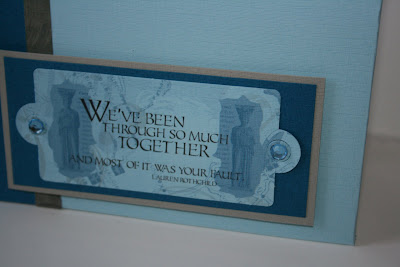 WE'VE BEEN
THROUGH SO MUCH
TOGETHER
AND MOST OF IT WAS YOUR FAULT.
LAUREN ROTHCHILD